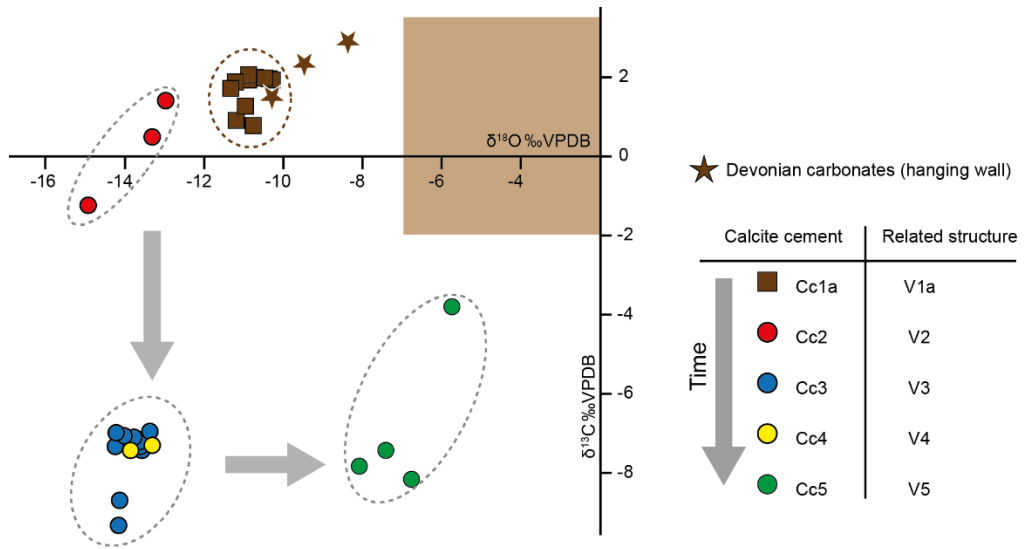 2
δ¹⁸O ‰VPDB
0
-16 -14 -12 -10 -8 -6 -4
-2
-4
-6
-8
δ¹³C ‰VPDB
Devonian carbonates (hanging wall)
Calcite cement Related structure
Cc1a V1a
Cc2 V2
Cc3 V3
Cc4 V4
Cc5 V5
Time